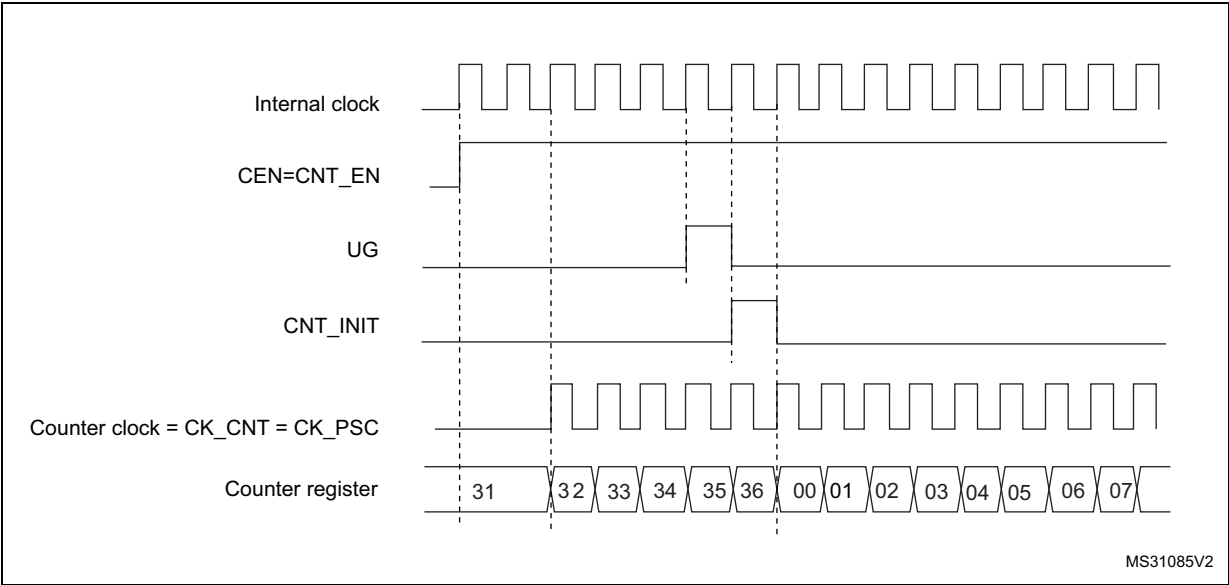 Internal clock
CEN=CNT_EN
UG
CNT_INIT
Counter clock = CK_CNT = CK_PSC
Counter register 31 32 33 34 35 36 00 01 02 03 04 05 06 07
MS31085V2